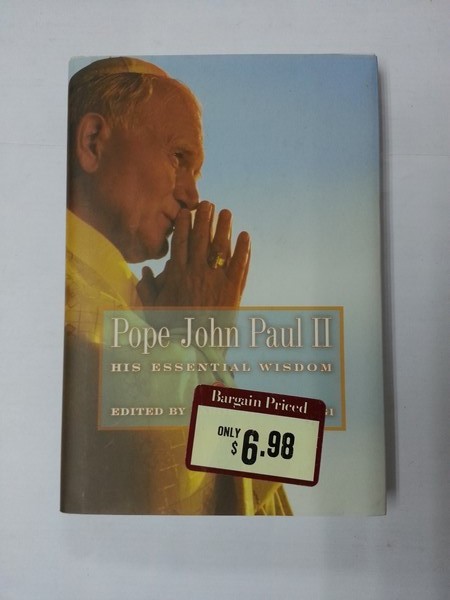 Pope John Paul II
HIS ESSENTIAL WISDOM
EDITED BY
Bargain Priced
ONLY
$6.98